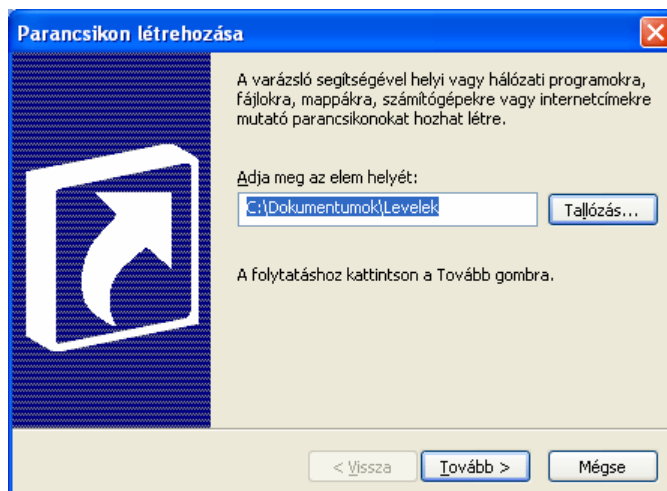 Parancsikon létrehozása
A varázsló segítségével helyi vagy hálózati programokra,
fájlokra, mappákra, számítógépekre vagy internetcímekre
mutató parancsikonokat hozhat létre.
Adja meg az elem helyét:
C:\Dokumentumok\Levelek
Tallózás...
A folytatáshoz kattintson a Tovább gombra.
< Vissza
Tovább >
Mégse